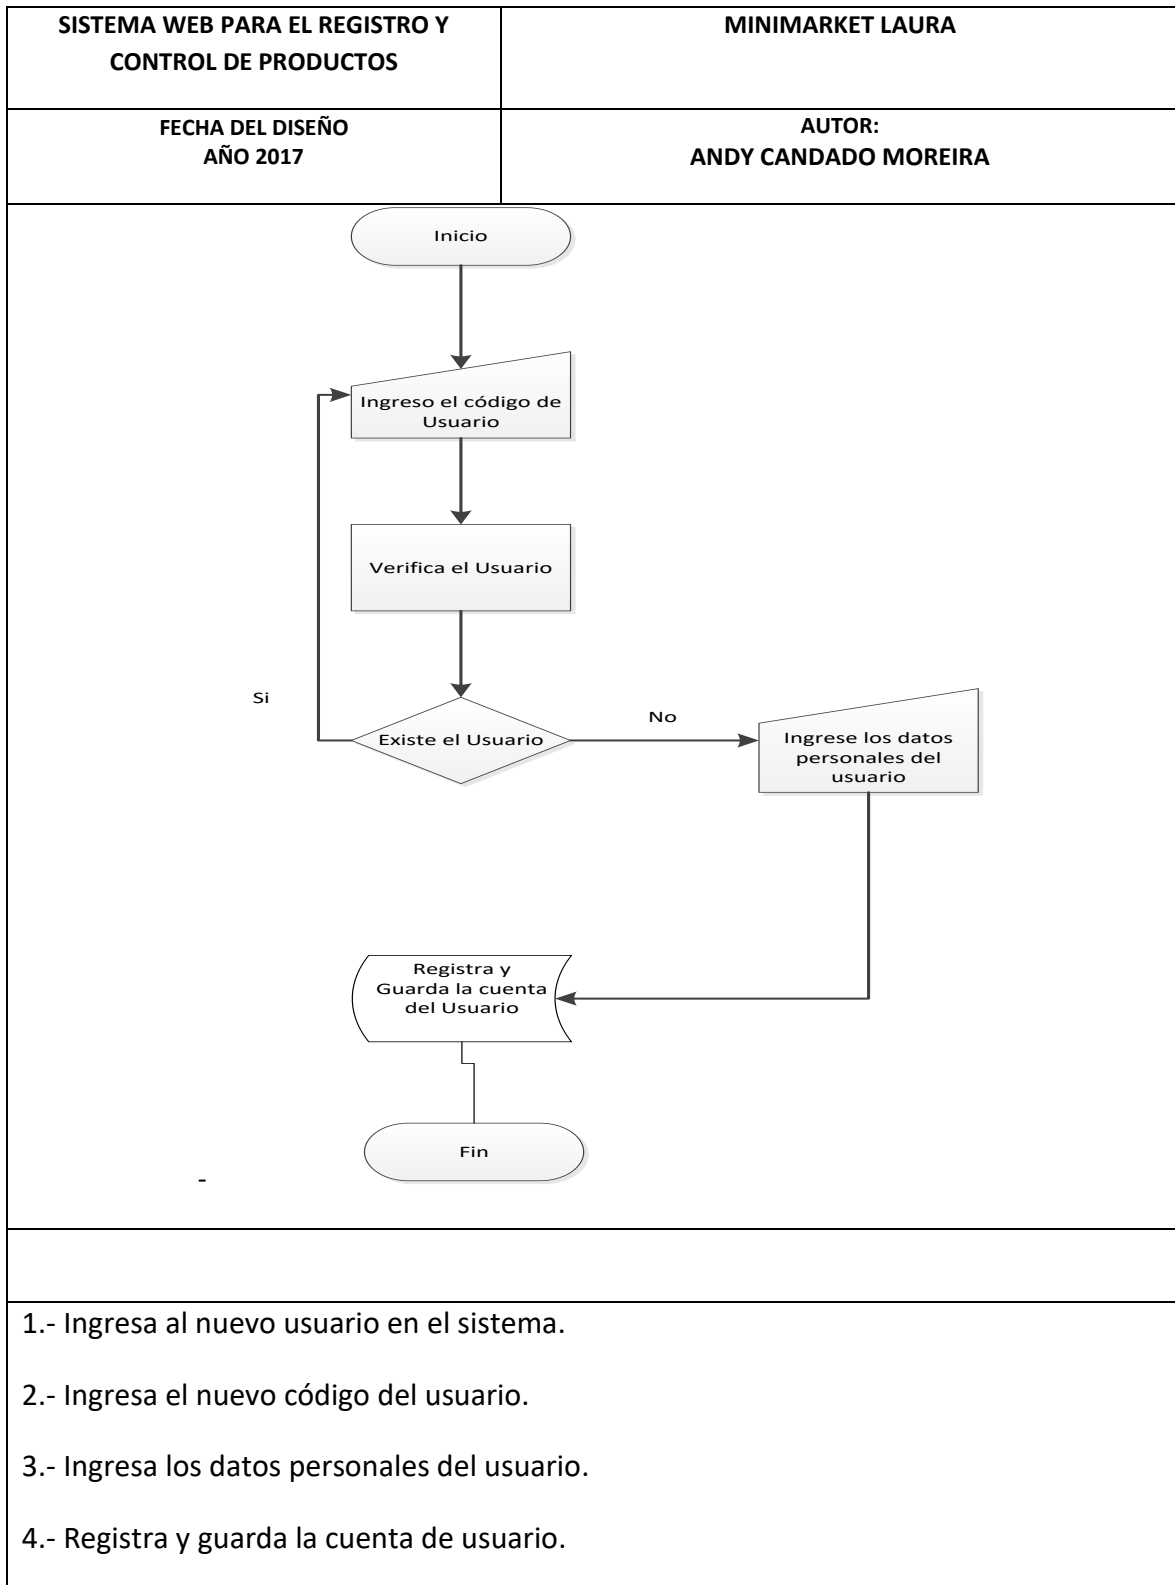 SISTEMA WEB PARA EL REGISTRO Y
CONTROL DE PRODUCTOS
MINIMARKET LAURA
FECHA DEL DISEÑO
AÑO 2017
AUTOR:
ANDY CANDADO MOREIRA
Inicio
Ingreso el código de
Usuario
Verifica el Usuario
Si
Existe el Usuario
No
Ingrese los datos
personales del
usuario
Registra y
Guarda la cuenta
del Usuario
Fin
-
1.- Ingresa al nuevo usuario en el sistema.
2.- Ingresa el nuevo código del usuario.
3.- Ingresa los datos personales del usuario.
4.- Registra y guarda la cuenta de usuario.